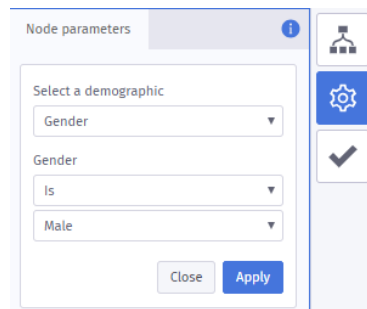 Node parameters
i
Select a demographic
Gender
Gender
Is
Male
Close Apply